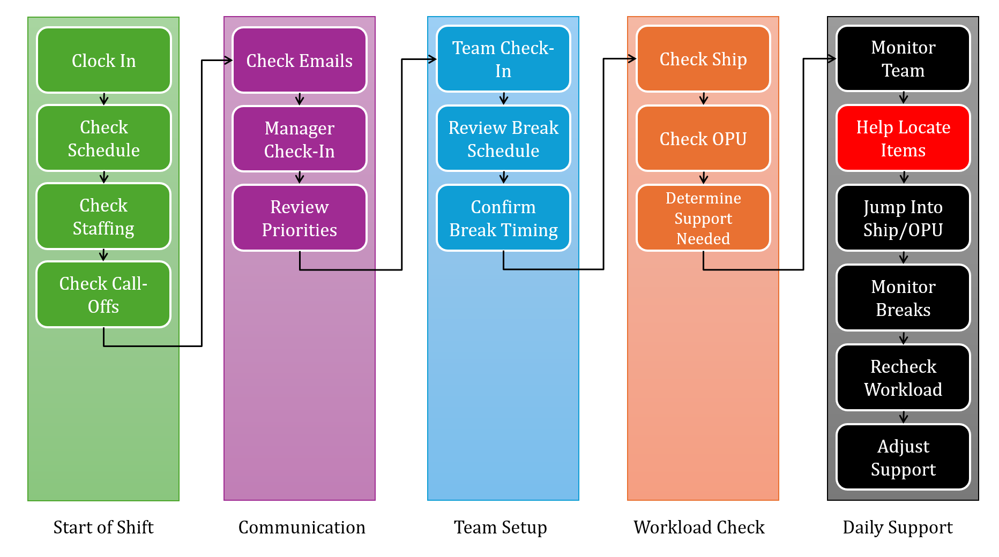 Clock In
Check
Schedule
Check
Staffing
Check Call-
Offs
Start of Shift
Check Emails
Manager
Check-In
Review
Priorities
Communication
Team Check-
In
Review Break
Schedule
Confirm
Break Timing
Team Setup
Check Ship
Check OPU
Determine
Support
Needed
Workload Check
Monitor
Team
Help Locate
Items
Jump Into
Ship/OPU
Monitor
Breaks
Recheck
Workload
Adjust
Support
Daily Support